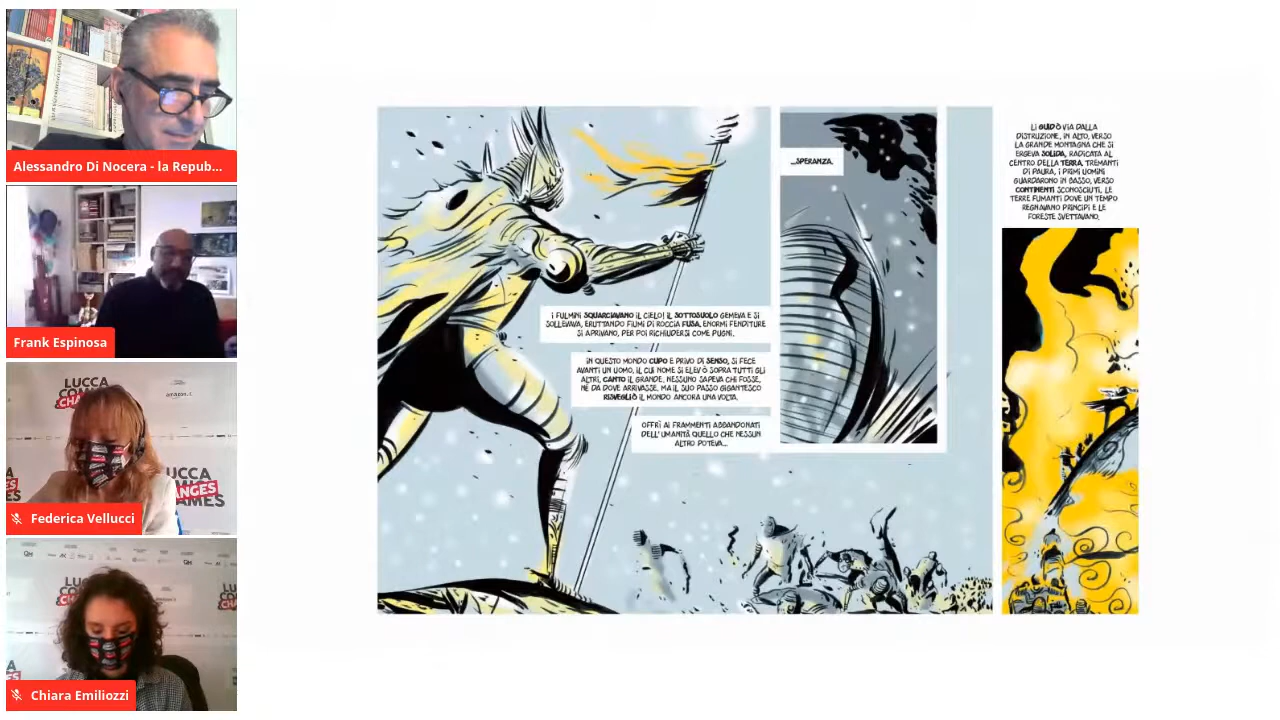 Alessandro Di Nocera - la Repub...
Frank Espinosa
LUCCA
Federica Vellucci
LUCCA
Chiara Emiliozzi
I FULMINI SQUARCIAVANO IL CIELO! IL SOTTOSUOLO GEMEVA E SI
SOLLEVAVA, ERUTTANDO FIUMI DI ROCCIA FUSA. ENORMI FENDITURE
SI APRIVANO, PER POI RICHIUDERSI COME PUGNI.
IN QUESTO MONDO CUPO E PRIVO DI SENSO, SI FECE
AVANTI UN UOMO, IL CUI NOME SI ELEVÒ SOPRA TUTTI GLI
ALTRI, CANTO IL GRANDE. NESSUNO SAPEVA CHI FOSSE,
NÉ DA DOVE ARRIVASSE, MA IL SUO PASSO GIGANTESCO
RISVEGLIÒ IL MONDO ANCORA UNA VOLTA.
OFFRÌ AI FRAMMENTI ABBANDONATI
DELL'UMANITÀ QUELLO CHE NESSUN
ALTRO POTEVA...
...SPERANZA.
LI GUIDÒ VIA DALLA
DISTRUZIONE, IN ALTO, VERSO
LA GRANDE MONTAGNA CHE SI
ERGEVA SOLIDA, RADICATA AL
CENTRO DELLA TERRA. TREMANTI
DI PAURA, I PRIMI UOMINI
GUARDARONO IN BASSO, VERSO
CONTINENTI SCONOSCIUTI, LE
TERRE FUMANTI DOVE UN TEMPO
REGNAVANO PRINCIPI E LE
FORESTE SVETTAVANO.